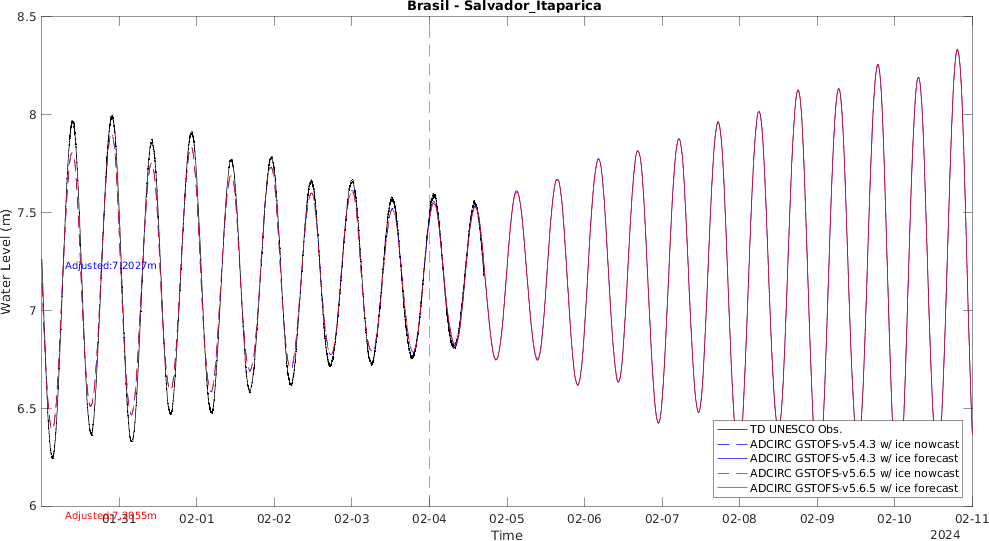 Brasil - Salvador_Itaparica
8.5
8
7.5
7
6.5
6
Water Level (m)
Adjusted:7.2027m
Adjusted:7.2055m
01-31
02-01
02-02
02-03
02-04
02-05
02-06
02-07
02-08
02-09
02-10
02-11
Time
2024
TD UNESCO Obs.
ADCIRC GSTOFS-v5.4.3 w/ ice nowcast
ADCIRC GSTOFS-v5.4.3 w/ ice forecast
ADCIRC GSTOFS-v5.6.5 w/ ice nowcast
ADCIRC GSTOFS-v5.6.5 w/ ice forecast